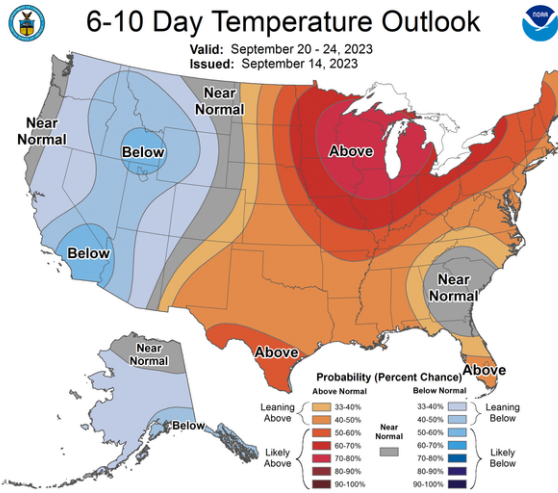 6-10 Day Temperature Outlook
Valid: September 20 - 24, 2023
Issued: September 14, 2023
NOAA
Near
Normal
Near
Normal
Below
Above
Below
Near
Normal
Above
Above
Near
Normal
Below
Probability (Percent Chance)
Above Normal
Below Normal
Leaning
Above
33-40%
40-50%
Likely
Above
50-60%
60-70%
70-80%
80-90%
90-100%
Near
Normal
33-40%
40-50%
Leaning
Below
50-60%
60-70%
70-80%
80-90%
90-100%
Likely
Below